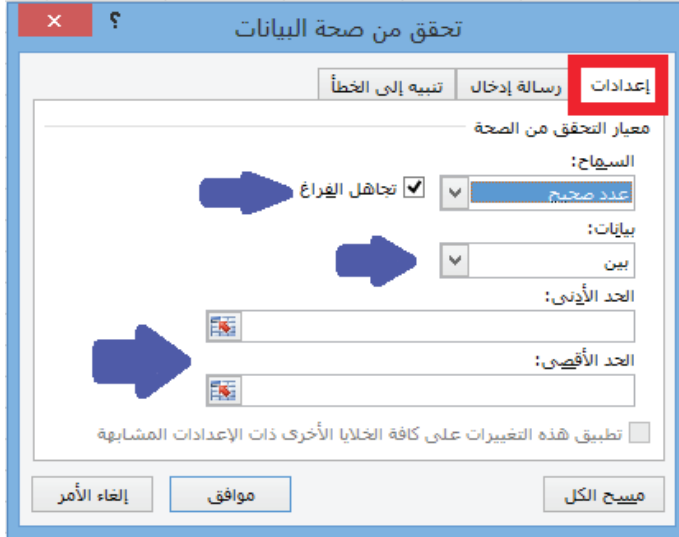 تحقق من صحة البيانات ؟
إعدادات رسالة إدخال تنبيه إلى الخطأ
معيار التحقق من الصحة
السماح:
عدد صحيح تجاهل الفراغ
بيانات:
بين
الحد الأدنى:
الحد الأقصى:
تطبيق هذه التغييرات على كافة الخلايا الأخرى ذات الإعدادات المشابهة
مسح الكل موافق إلغاء الأمر